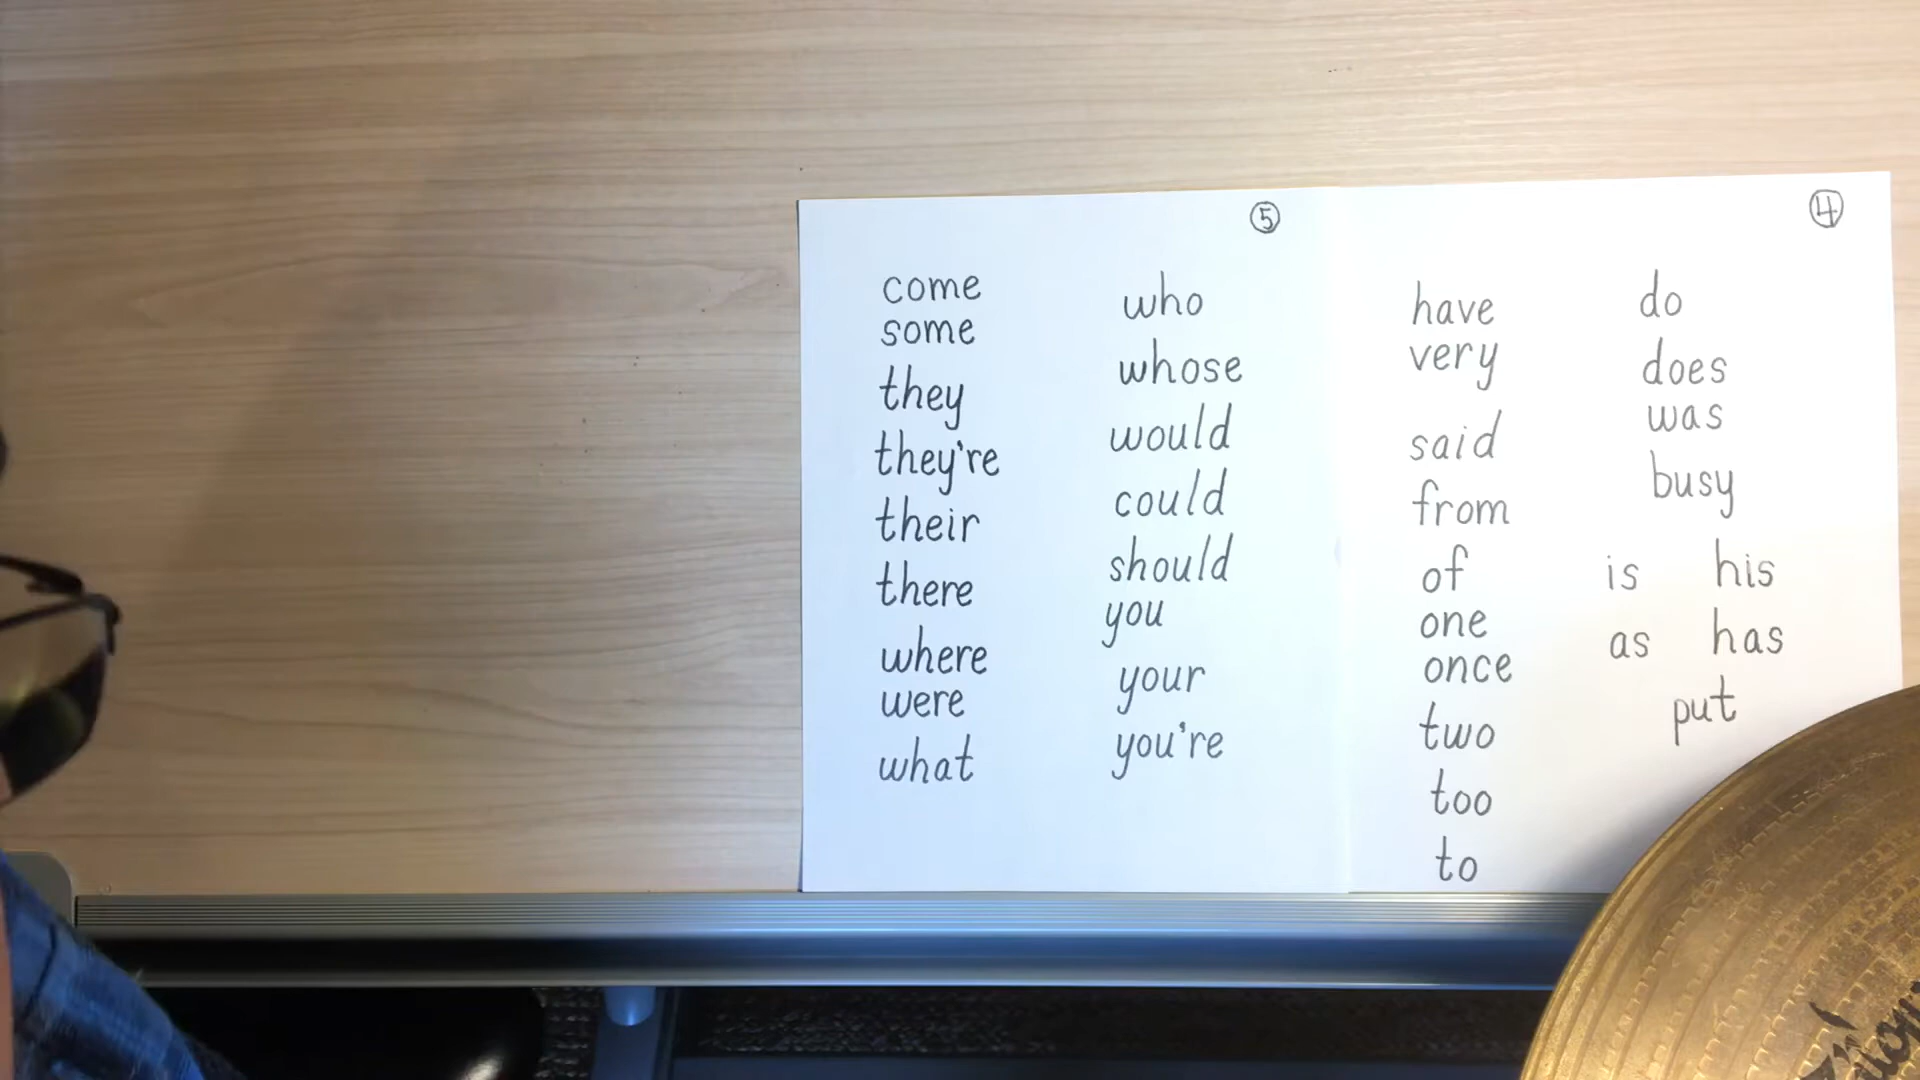 ⑤
come
some
they
they're
their
there
where
were
what
who
whose
would
could
should
you
your
you're
④
have
very
said
from
of
one
once
two
too
to
do
does
was
busy
is his
as has
put